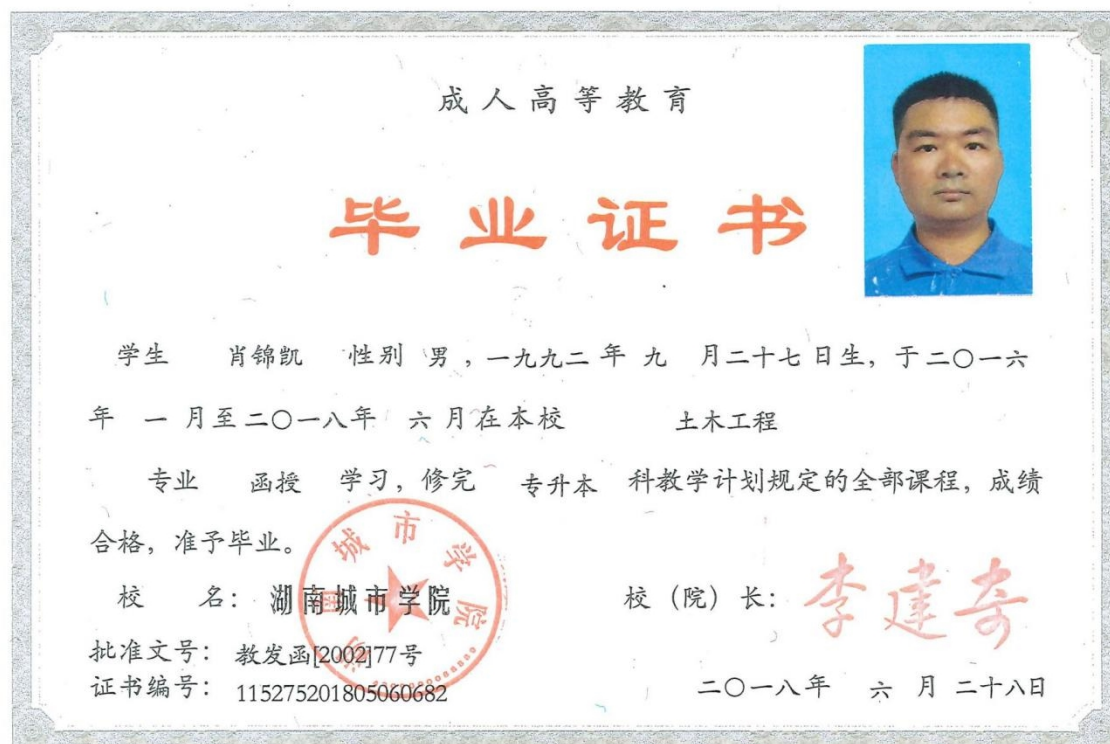 成人高等教育
毕业证书
学生 肖锦凯 性别 男，一九九二年 九 月二十七日生，于二〇一六
年 一 月至二〇一八年 六 月在本校 土木工程
专业 函授 学习，修完 专升本 科教学计划规定的全部课程，成绩
合格，准予毕业。
校 名：湖南城市学院
校（院）长：李建奇
批准文号：教发函[2002]77号
证书编号：115275201805060682
二〇一八年 六 月 二十八日
湖南城市学院